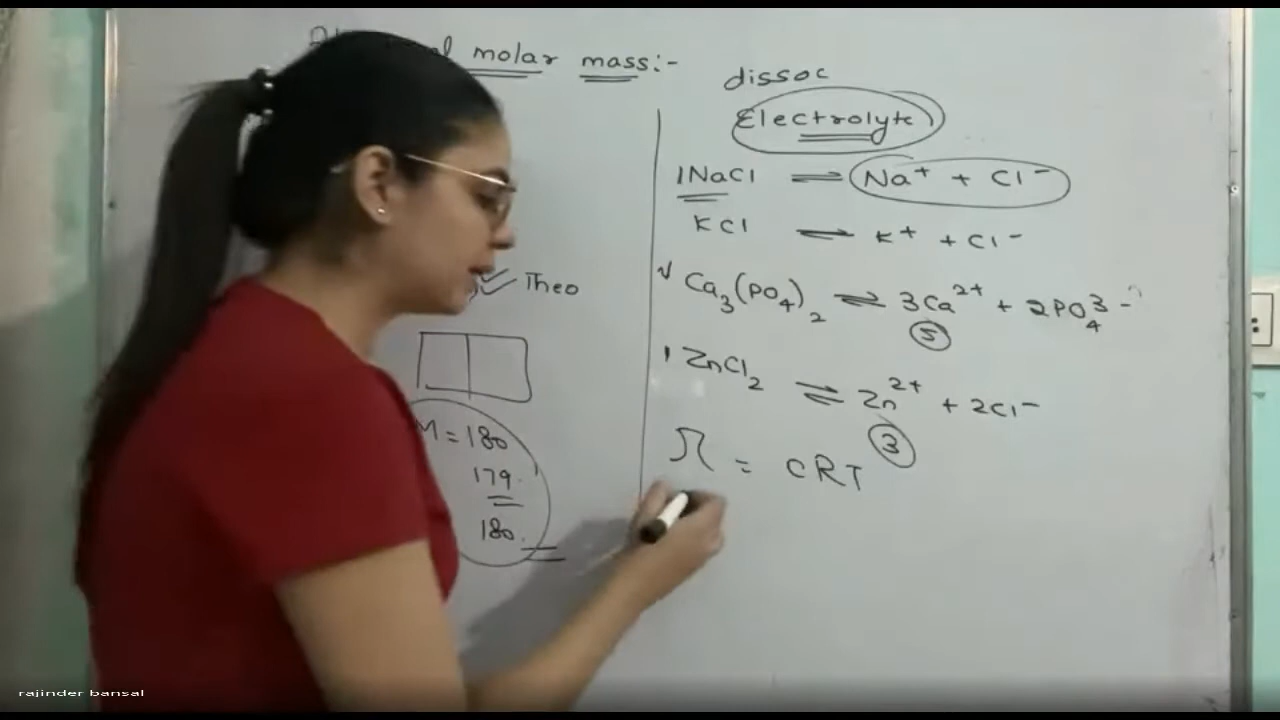 molar mass:-
Theo
M = 180
179.
180.
dissoc
Electrolyte
1NaCl ⇌ Na⁺ + Cl⁻
KCl ⇌ K⁺ + Cl⁻
√ Ca₃(PO₄)₂ ⇌ 3Ca²⁺ + 2PO₄³⁻
5
1 ZnCl₂ ⇌ Zn²⁺ + 2Cl⁻
3
π = CRT
rajinder bansal